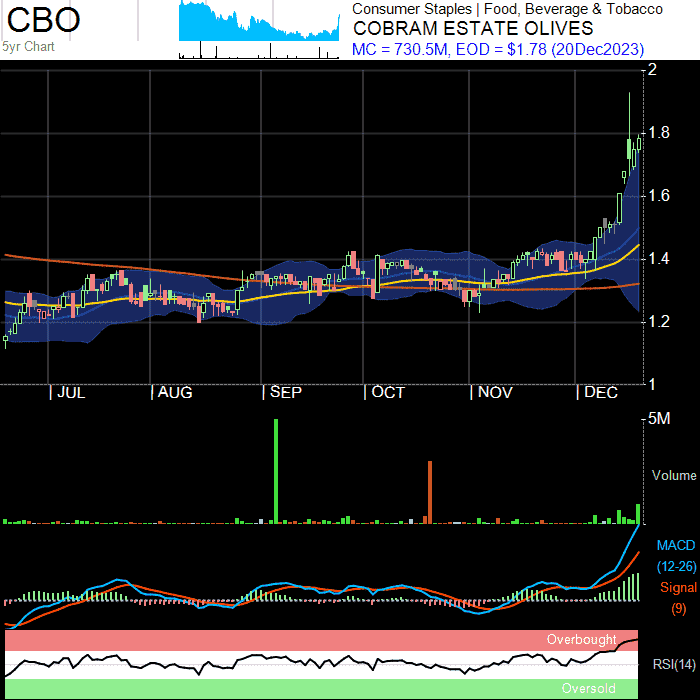 CBO
5yr Chart
Consumer Staples | Food, Beverage & Tobacco
COBRAM ESTATE OLIVES
MC = 730.5M, EOD = $1.78 (20Dec2023)
2
1.8
1.6
1.4
1.2
1
| JUL | AUG | SEP | OCT | NOV | DEC
5M
Volume
MACD
(12-26)
Signal
(9)
Overbought
RSI(14)
Oversold